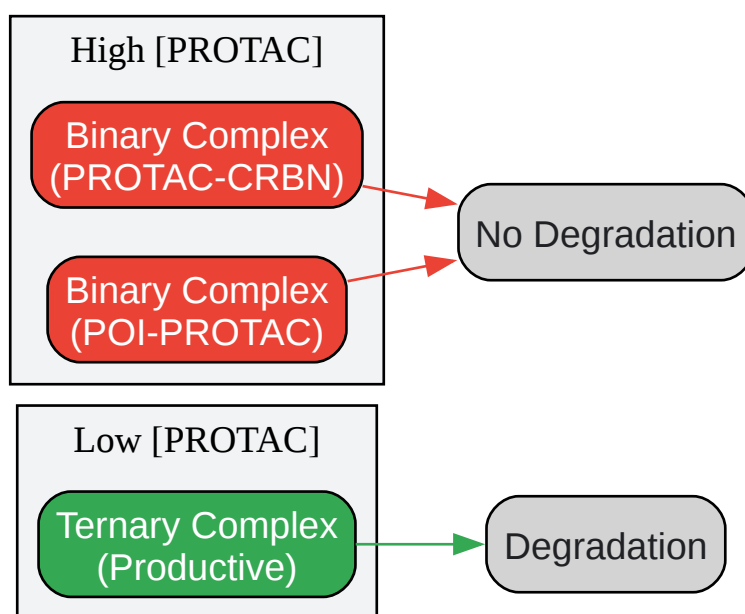 High [PROTAC]
Binary Complex
(PROTAC-CRBN)
No Degradation
Binary Complex
(POI-PROTAC)
Low [PROTAC]
Ternary Complex
(Productive)
Degradation